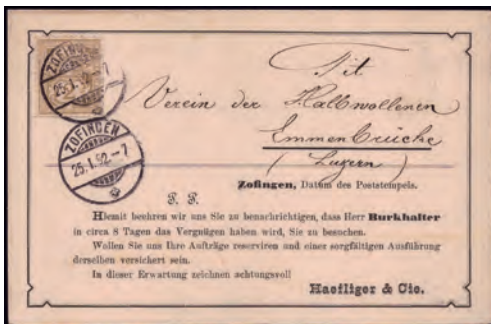 ZOFINGEN
25.I.92.–7
ZOFINGEN
25.I.92.–7
Tit
Verein der Halbwollenen
Emmenbrücke
(Luzern)
Zofingen, Datum des Poststempels.
P. P.
Hiemit beehren wir uns Sie zu benachrichtigen, dass Herr Burkhalter
in circa 8 Tagen das Vergnügen haben wird, Sie zu besuchen.
Wollen Sie uns Ihre Aufträge reserviren und einer sorgfältigen Ausführung
derselben versichert sein.
In dieser Erwartung zeichnen achtungsvoll
Haefliger & Cie.